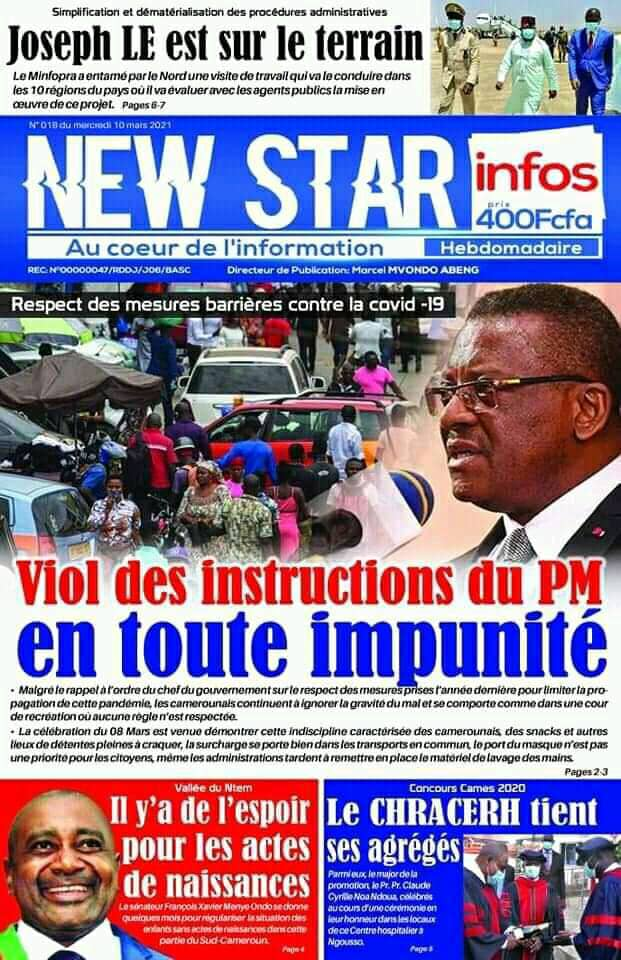 Simplification et dématérialisation des procédures administratives
Joseph LE est sur le terrain
Le Minfopra a entamé par le Nord une visite de travail qui va le conduire dans
les 10 régions du pays où il va évaluer avec les agents publics la mise en
œuvre de ce projet. Pages 6-7
N° 018 du mercredi 10 mars 2021
NEW STAR
infos
prix
400Fcfa
Au coeur de l'information
Hebdomadaire
REC: N°00000047/RDDJ/J06/BASC
Directeur de Publication: Marcel MVONDO ABENG
Respect des mesures barrières contre la covid -19
Viol des instructions du PM
en toute impunité
• Malgré le rappel à l'ordre du chef du gouvernement sur le respect des mesures prises l'année dernière pour limiter la pro-
pagation de cette pandémie, les camerounais continuent à ignorer la gravité du mal et se comporte comme dans une cour
de recréation où aucune règle n'est respectée.
• La célébration du 08 Mars est venue démontrer cette indiscipline caractérisée des camerounais, des snacks et autres
lieux de détentes pleines à craquer, la surcharge se porte bien dans les transports en commun, le port du masque n'est pas
une priorité pour les citoyens, même les administrations tardent à remettre en place le matériel de lavage des mains.
Pages 2-3
Vallée du Ntem
Il y'a de l'espoir
pour les actes
de naissances
Le sénateur François Xavier Menye Ondo se donne
quelques mois pour régulariser la situation des
enfants sans actes de naissances dans cette
partie du Sud-Cameroun.
Page 4
Concours Cames 2020
Le CHRACERH tient
ses agrégés
Parmi eux, le major de la
promotion, le Pr. Pr. Claude
Cyrille Noa Ndoua, célébrés
au cours d'une cérémonie en
leur honneur dans les locaux
de ce Centre hospitalier à
Ngousso.
Page 5